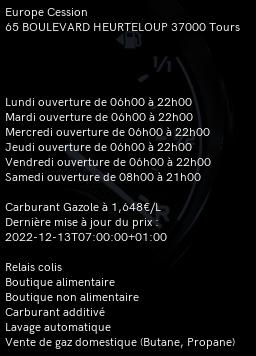 Europe Cession
65 BOULEVARD HEURTELOUP 37000 Tours
1/1
Lundi ouverture de 06h00 à 22h00
Mardi ouverture de 06h00 à 22h00
Mercredi ouverture de 06h00 à 22h00
Jeudi ouverture de 06h00 à 22h00
Vendredi ouverture de 06h00 à 22h00
Samedi ouverture de 08h00 à 21h00
Carburant Gazole à 1,648€/L
Dernière mise à jour du prix :
2022-12-13T07:00:00+01:00
Relais colis
Boutique alimentaire
Boutique non alimentaire
Carburant additivé
Lavage automatique
Vente de gaz domestique (Butane, Propane)